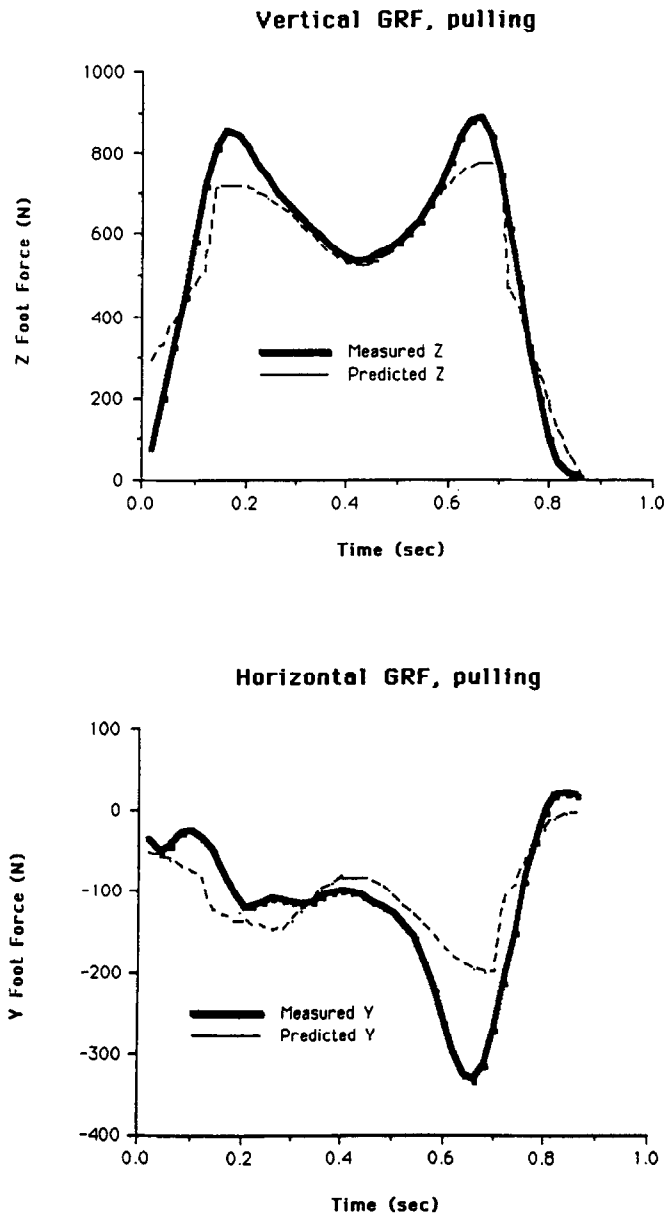 Vertical GRF, pulling
1000
800
600
400
200
0
Z Foot Force (N)
Measured Z
Predicted Z
0.0 0.2 0.4 0.6 0.8 1.0
Time (sec)
Horizontal GRF, pulling
100
0
-100
-200
-300
-400
Y Foot Force (N)
Measured Y
Predicted Y
0.0 0.2 0.4 0.6 0.8 1.0
Time (sec)